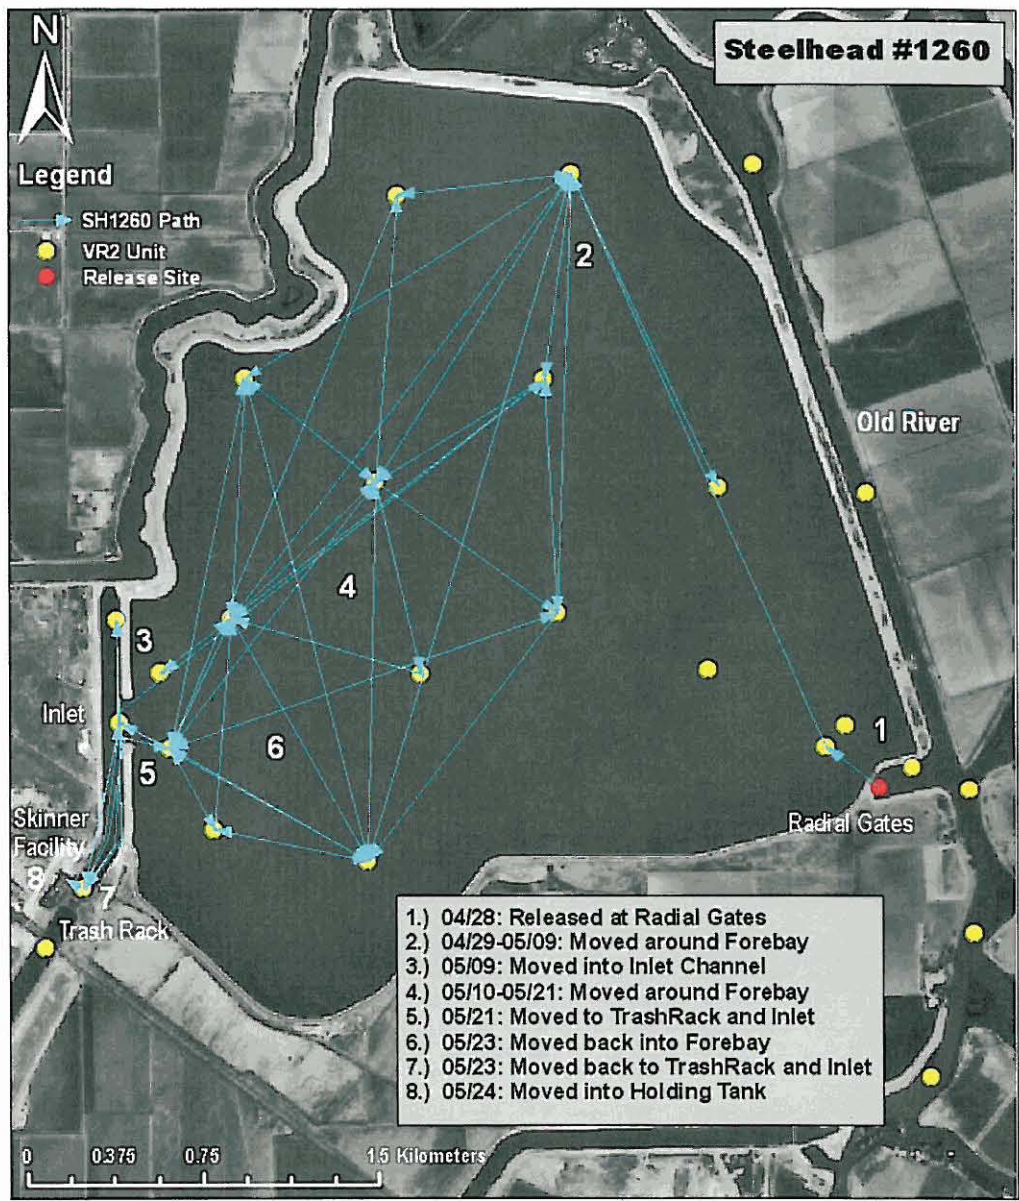 Steelhead #1260
N
Legend
SH1260 Path
VR2 Unit
Release Site
2
Old River
4
3
Inlet
1
6
5
Skinner
Facility
Radial Gates
8
7
Trash Rack
1.) 04/28: Released at Radial Gates
2.) 04/29-05/09: Moved around Forebay
3.) 05/09: Moved into Inlet Channel
4.) 05/10-05/21: Moved around Forebay
5.) 05/21: Moved to TrashRack and Inlet
6.) 05/23: Moved back into Forebay
7.) 05/23: Moved back to TrashRack and Inlet
8.) 05/24: Moved into Holding Tank
0 0.375 0.75 1.5 Kilometers